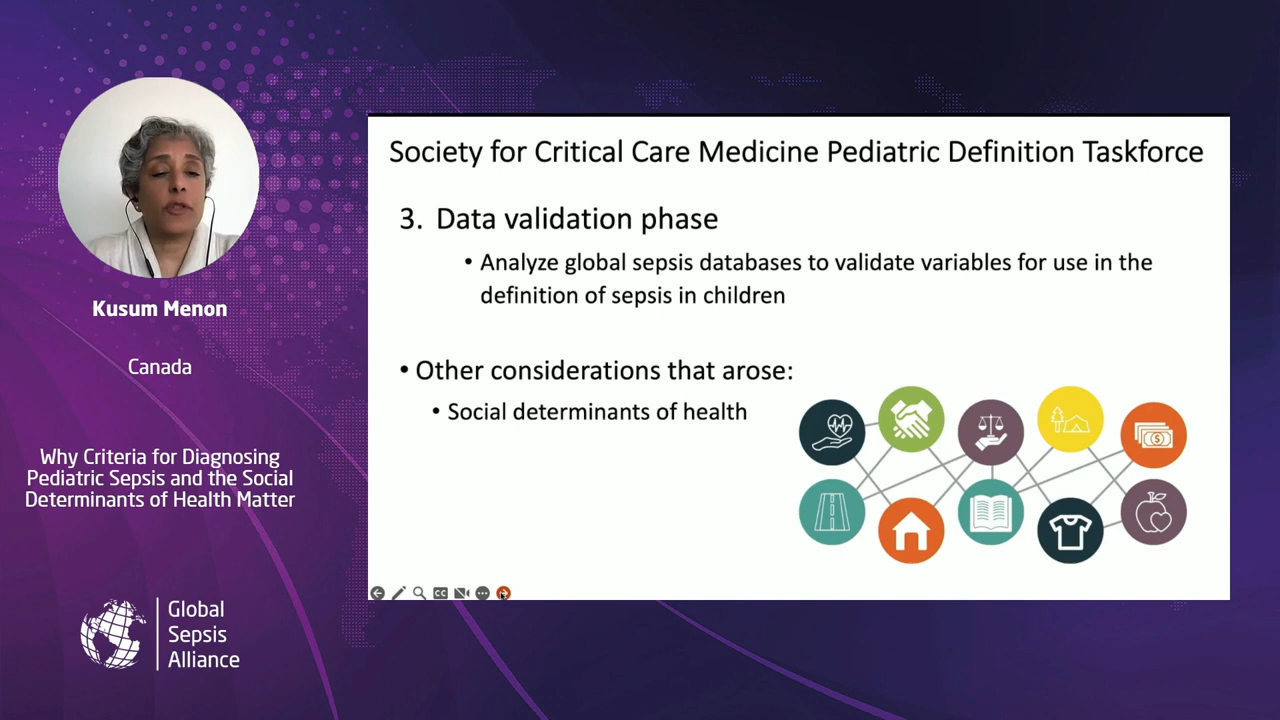 Society for Critical Care Medicine Pediatric Definition Taskforce
3. Data validation phase
• Analyze global sepsis databases to validate variables for use in the
definition of sepsis in children
• Other considerations that arose:
• Social determinants of health
CC
Kusum Menon
Canada
Why Criteria for Diagnosing
Pediatric Sepsis and the Social
Determinants of Health Matter
Global
Sepsis
Alliance